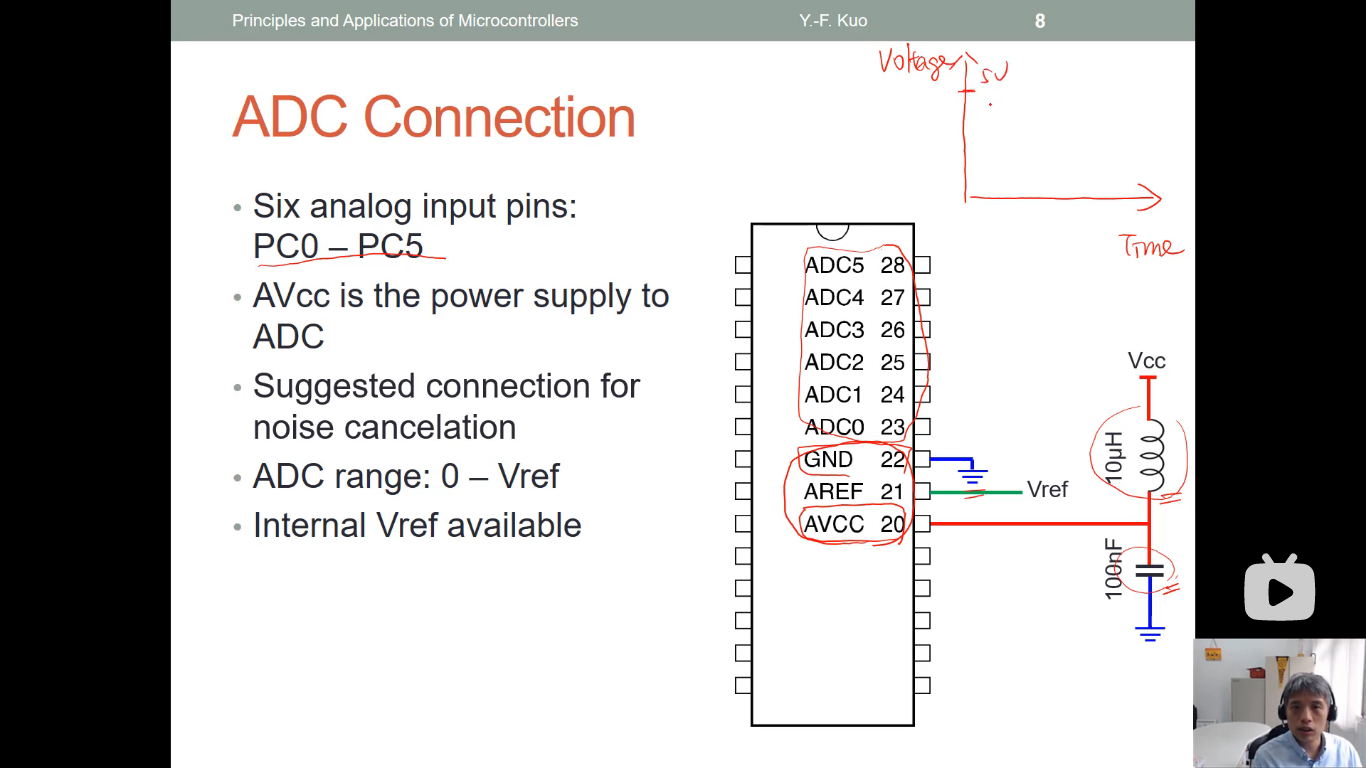 Principles and Applications of Microcontrollers Y.-F. Kuo 8
Voltage
5V
ADC Connection
• Six analog input pins:
PC0 – PC5
• AVcc is the power supply to
ADC
• Suggested connection for
noise cancelation
• ADC range: 0 – Vref
• Internal Vref available
Time
ADC5 28
ADC4 27
ADC3 26
ADC2 25
ADC1 24
ADC0 23
GND 22
AREF 21
AVCC 20
Vref
Vcc
10μH
100nF